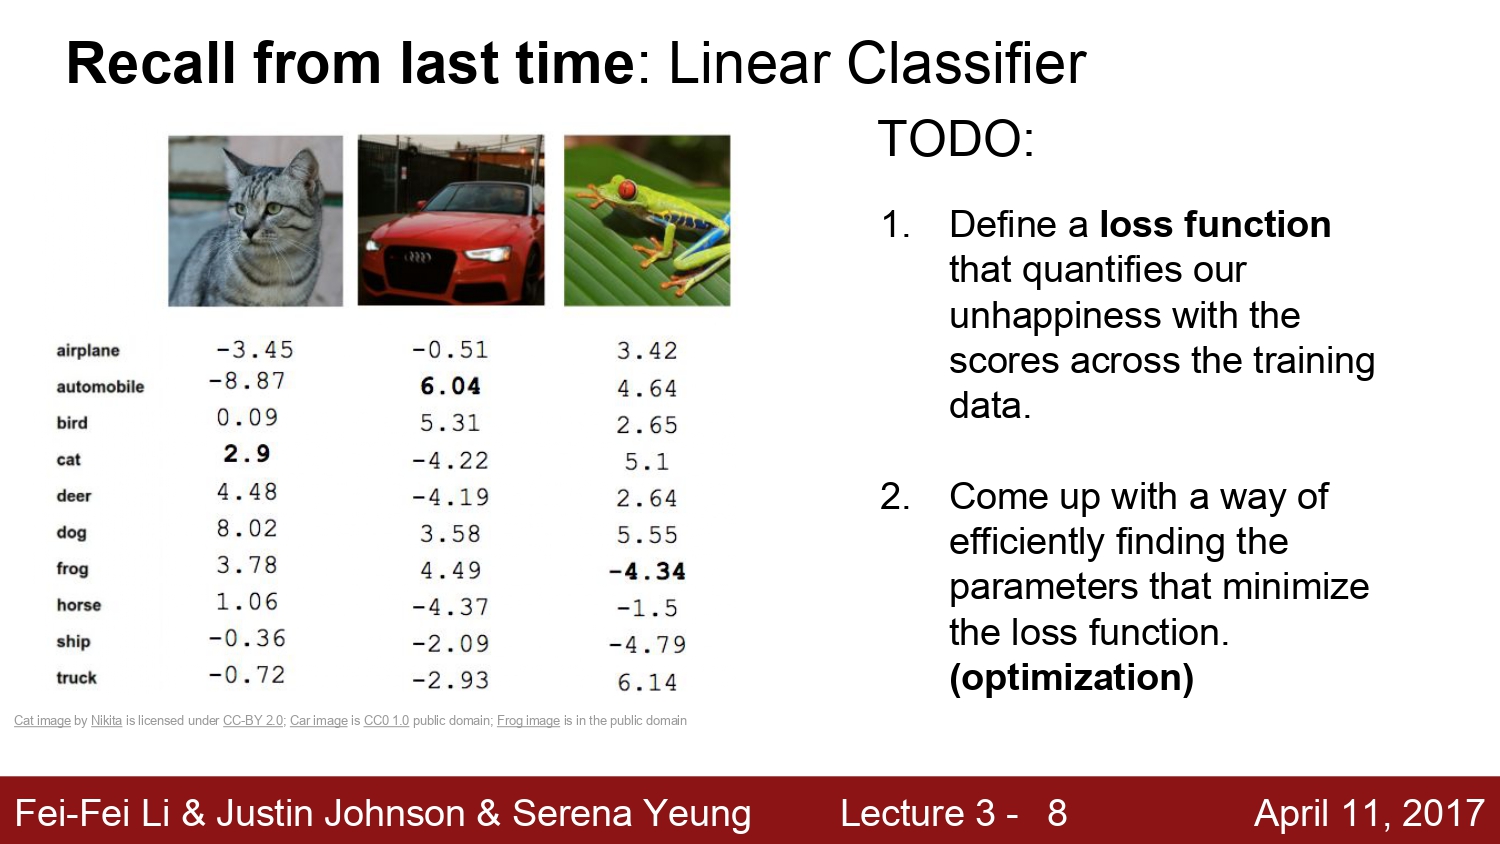 Recall from last time: Linear Classifier
airplane -3.45 -0.51 3.42
automobile -8.87 6.04 4.64
bird 0.09 5.31 2.65
cat 2.9 -4.22 5.1
deer 4.48 -4.19 2.64
dog 8.02 3.58 5.55
frog 3.78 4.49 -4.34
horse 1.06 -4.37 -1.5
ship -0.36 -2.09 -4.79
truck -0.72 -2.93 6.14
Cat image by Nikita is licensed under CC-BY 2.0; Car image is CC0 1.0 public domain; Frog image is in the public domain
TODO:
1. Define a loss function
that quantifies our
unhappiness with the
scores across the training
data.
2. Come up with a way of
efficiently finding the
parameters that minimize
the loss function.
(optimization)
Fei-Fei Li & Justin Johnson & Serena Yeung Lecture 3 - 8 April 11, 2017